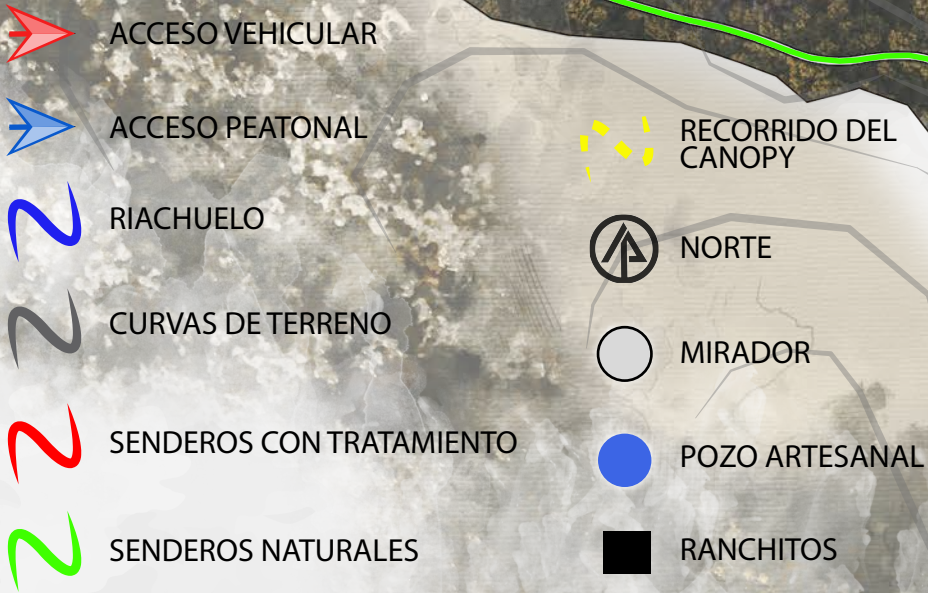 ACCESO VEHICULAR
ACCESO PEATONAL
RIACHUELO
CURVAS DE TERRENO
SENDEROS CON TRATAMIENTO
SENDEROS NATURALES
RECORRIDO DEL
CANOPY
NORTE
MIRADOR
POZO ARTESANAL
RANCHITOS